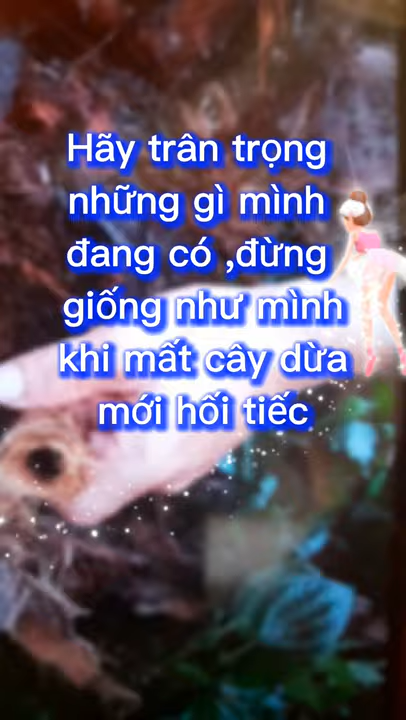 Hãy trân trọng
những gì mình
đang có ,đừng
giống như mình
khi mất cây dừa
mới hối tiếc